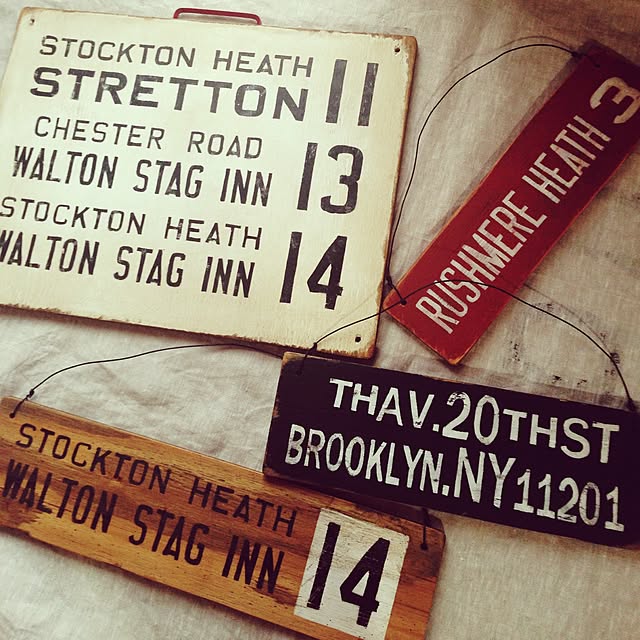 STOCKTON HEATH
STRETTON 11
CHESTER ROAD
WALTON STAG INN 13
STOCKTON HEATH
WALTON STAG INN 14
RUSHMERE HEATH 3
THAV.20THST
BROOKLYN.NY11201
STOCKTON HEATH
WALTON STAG INN 14